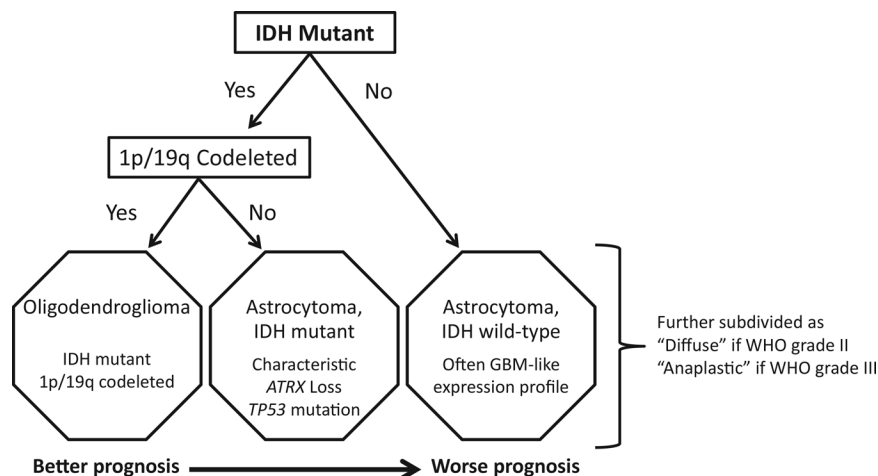 IDH Mutant
Yes
No
1p/19q Codeleted
Yes
No
Oligodendroglioma
IDH mutant
1p/19q codeleted
Astrocytoma,
IDH mutant
Characteristic
ATRX Loss
TP53 mutation
Astrocytoma,
IDH wild-type
Often GBM-like
expression profile
Further subdivided as
“Diffuse” if WHO grade II
“Anaplastic” if WHO grade III
Better prognosis
Worse prognosis